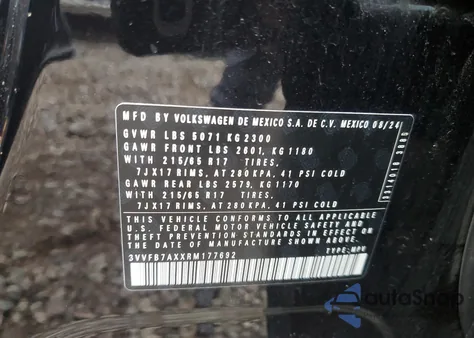 MFD BY VOLKSWAGEN DE MEXICO S.A. DE C.V. MEXICO 08/24
GVWR LBS 5071 KG 2300
GAWR FRONT LBS 2601, KG 1180
WITH 215/65 R17 TIRES,
7JX17 RIMS, AT 280 KPA, 41 PSI COLD
GAWR REAR LBS 2579, KG 1170
WITH 215/65 R17 TIRES,
7JX17 RIMS, AT 280 KPA, 41 PSI COLD
THIS VEHICLE CONFORMS TO ALL APPLICABLE
U.S. FEDERAL MOTOR VEHICLE SAFETY AND
THEFT PREVENTION STANDARDS IN EFFECT ON THE
DATE OF MANUFACTURE SHOWN ABOVE.
3VVFB7AXXRM177692 TYPE: MPV
autoSnap